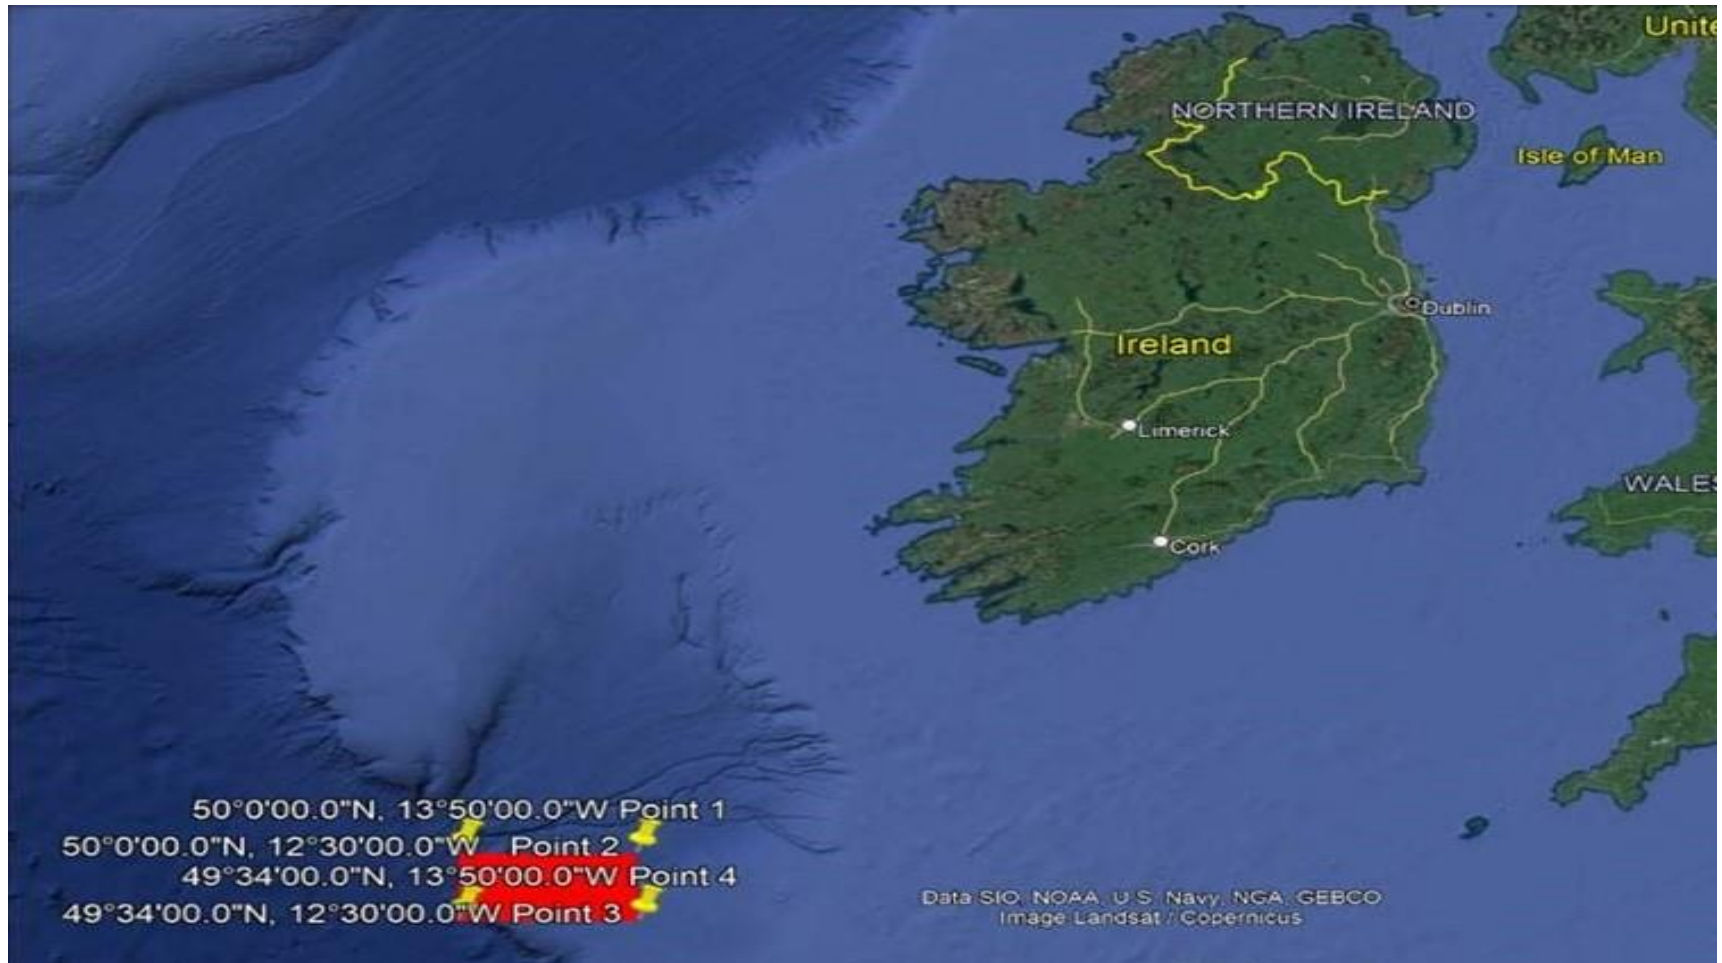 Unite
NORTHERN IRELAND
Isle of Man
Dublin
Ireland
Limerick
WALES
Cork
50°0'00.0"N, 13°50'00.0"W Point 1
50°0'00.0"N, 12°30'00.0"W Point 2
49°34'00.0"N, 13°50'00.0"W Point 4
49°34'00.0"N, 12°30'00.0"W Point 3
Data SIO, NOAA, U.S. Navy, NGA, GEBCO
Image Landsat / Copernicus